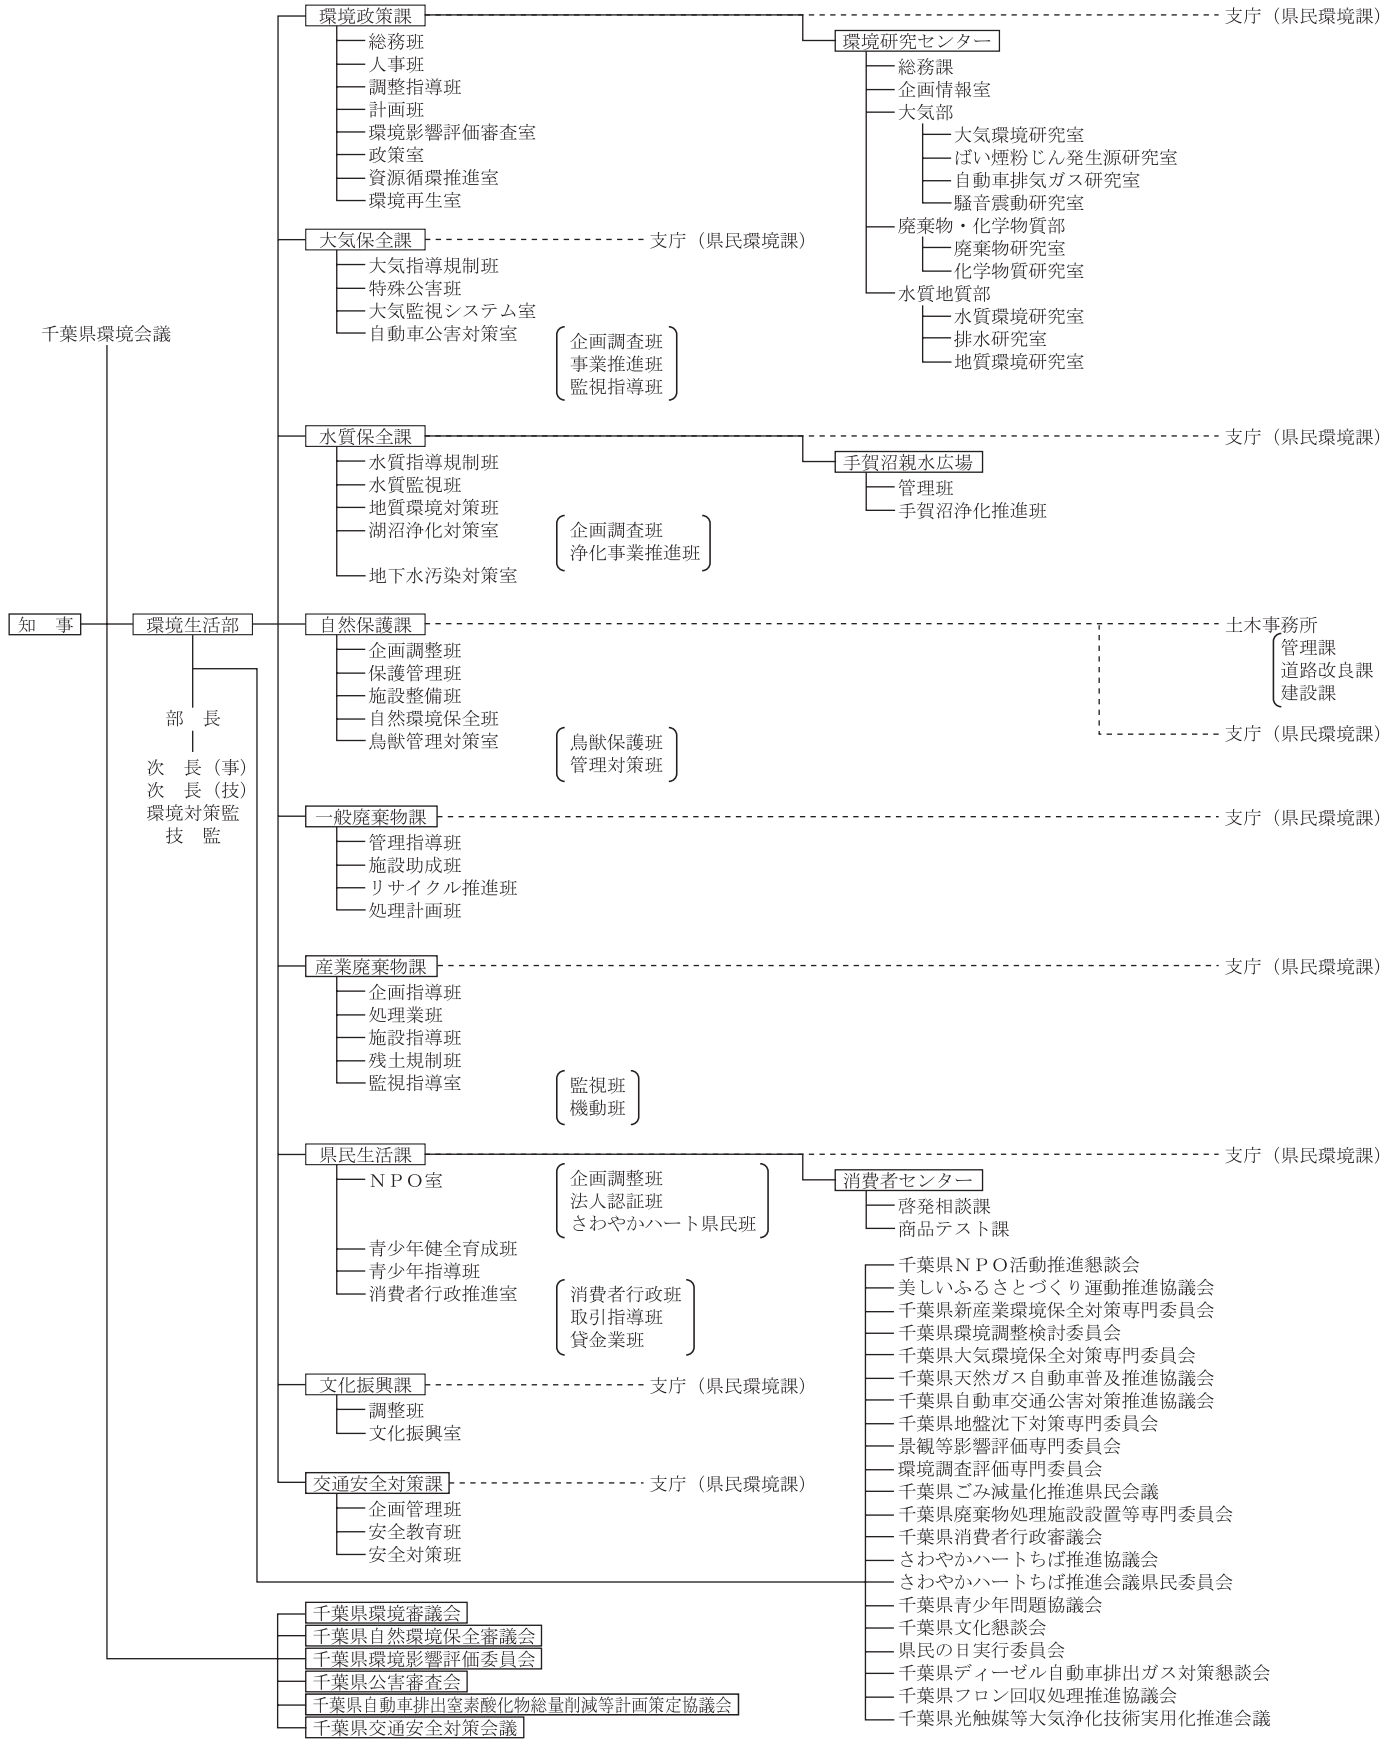 千葉県環境会議
知　事
環境生活部
部　長
次　長（事）
次　長（技）
環境対策監
技　監
環境政策課
総務班
人事班
調整指導班
計画班
環境影響評価審査室
政策室
資源循環推進室
環境再生室
支庁（県民環境課）
環境研究センター
総務課
企画情報室
大気部
大気環境研究室
ばい煙粉じん発生源研究室
自動車排気ガス研究室
騒音震動研究室
廃棄物・化学物質部
廃棄物研究室
化学物質研究室
水質地質部
水質環境研究室
排水研究室
地質環境研究室
大気保全課
支庁（県民環境課）
大気指導規制班
特殊公害班
大気監視システム室
自動車公害対策室
企画調査班
事業推進班
監視指導班
水質保全課
支庁（県民環境課）
水質指導規制班
水質監視班
地質環境対策班
湖沼浄化対策室
企画調査班
浄化事業推進班
地下水汚染対策室
手賀沼親水広場
管理班
手賀沼浄化推進班
自然保護課
土木事務所
管理課
道路改良課
建設課
支庁（県民環境課）
企画調整班
保護管理班
施設整備班
自然環境保全班
鳥獣管理対策室
鳥獣保護班
管理対策班
一般廃棄物課
支庁（県民環境課）
管理指導班
施設助成班
リサイクル推進班
処理計画班
産業廃棄物課
支庁（県民環境課）
企画指導班
処理業班
施設指導班
残土規制班
監視指導室
監視班
機動班
県民生活課
支庁（県民環境課）
ＮＰＯ室
企画調整班
法人認証班
さわやかハート県民班
青少年健全育成班
青少年指導班
消費者行政推進室
消費者行政班
取引指導班
貸金業班
消費者センター
啓発相談課
商品テスト課
文化振興課
支庁（県民環境課）
調整班
文化振興室
交通安全対策課
支庁（県民環境課）
企画管理班
安全教育班
安全対策班
千葉県ＮＰＯ活動推進懇談会
美しいふるさとづくり運動推進協議会
千葉県新産業環境保全対策専門委員会
千葉県環境調整検討委員会
千葉県大気環境保全対策専門委員会
千葉県天然ガス自動車普及推進協議会
千葉県自動車交通公害対策推進協議会
千葉県地盤沈下対策専門委員会
景観等影響評価専門委員会
環境調査評価専門委員会
千葉県ごみ減量化推進県民会議
千葉県廃棄物処理施設設置等専門委員会
千葉県消費者行政審議会
さわやかハートちば推進協議会
さわやかハートちば推進会議県民委員会
千葉県青少年問題協議会
千葉県文化懇談会
県民の日実行委員会
千葉県ディーゼル自動車排出ガス対策懇談会
千葉県フロン回収処理推進協議会
千葉県光触媒等大気浄化技術実用化推進会議
千葉県環境審議会
千葉県自然環境保全審議会
千葉県環境影響評価委員会
千葉県公害審査会
千葉県自動車排出窒素酸化物総量削減等計画策定協議会
千葉県交通安全対策会議